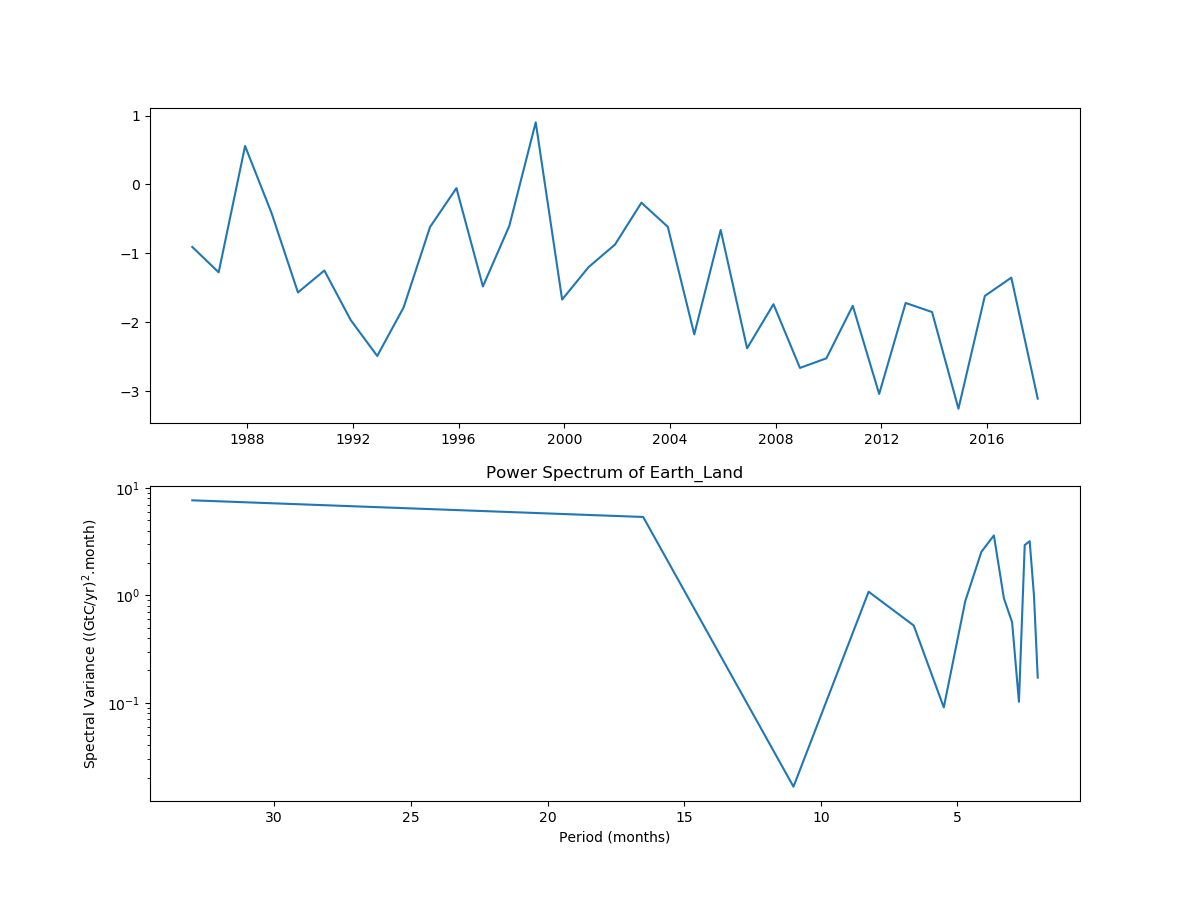 1
0
−1
−2
−3
1988 1992 1996 2000 2004 2008 2012 2016
Power Spectrum of Earth_Land
10¹
10⁰
10⁻¹
Spectral Variance ((GtC/yr)².month)
30 25 20 15 10 5
Period (months)